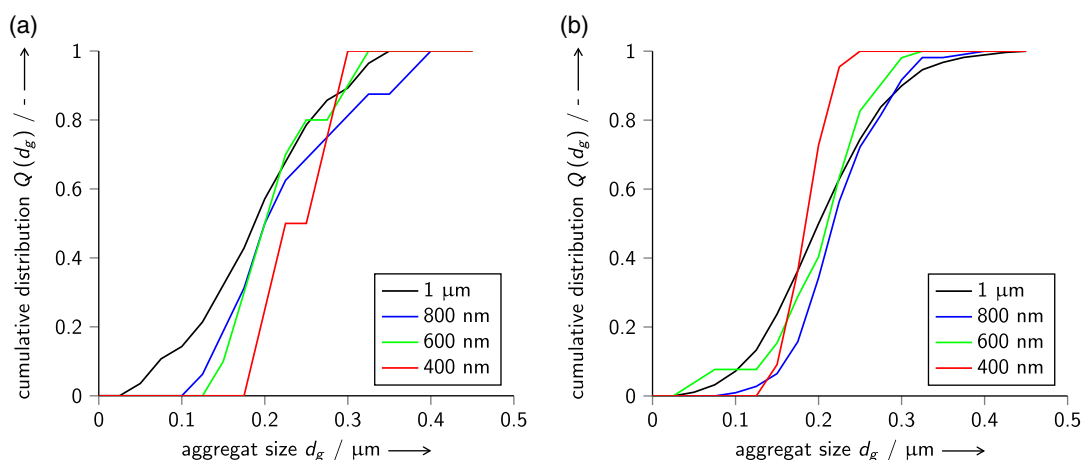 (a)
cumulative distribution Q(d_g) / -
1
0.8
0.6
0.4
0.2
0
0
0.1
0.2
0.3
0.4
0.5
aggregat size d_g / μm
1 μm
800 nm
600 nm
400 nm
(b)
cumulative distribution Q(d_g) / -
1
0.8
0.6
0.4
0.2
0
0
0.1
0.2
0.3
0.4
0.5
aggregat size d_g / μm
1 μm
800 nm
600 nm
400 nm